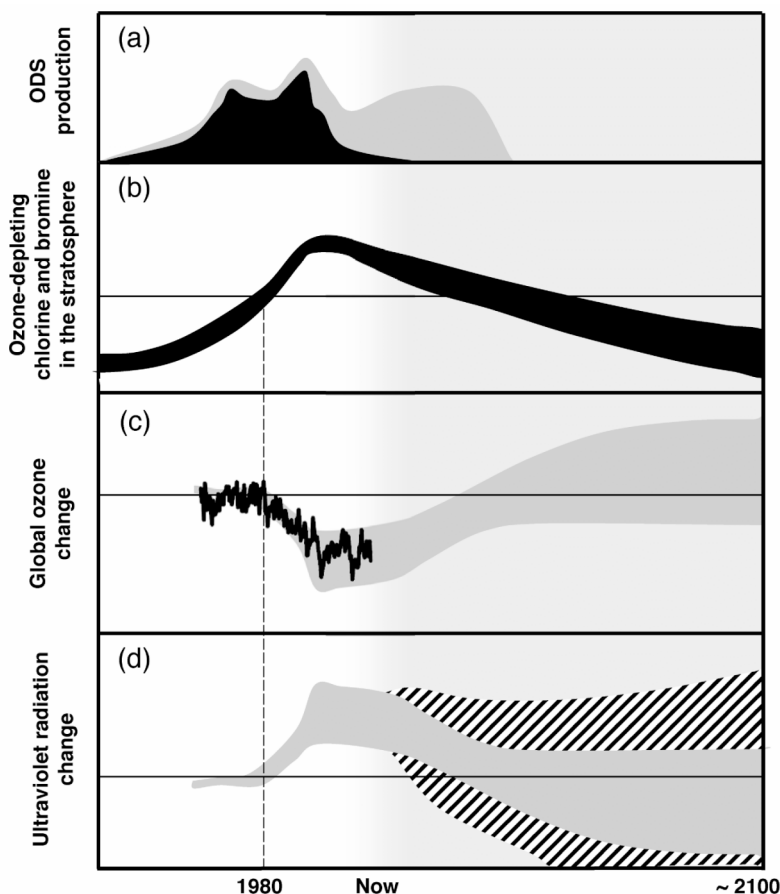 (a)
ODS
production
(b)
Ozone-depleting
chlorine and bromine
in the stratosphere
(c)
Global ozone
change
(d)
Ultraviolet radiation
change
1980 Now ~ 2100